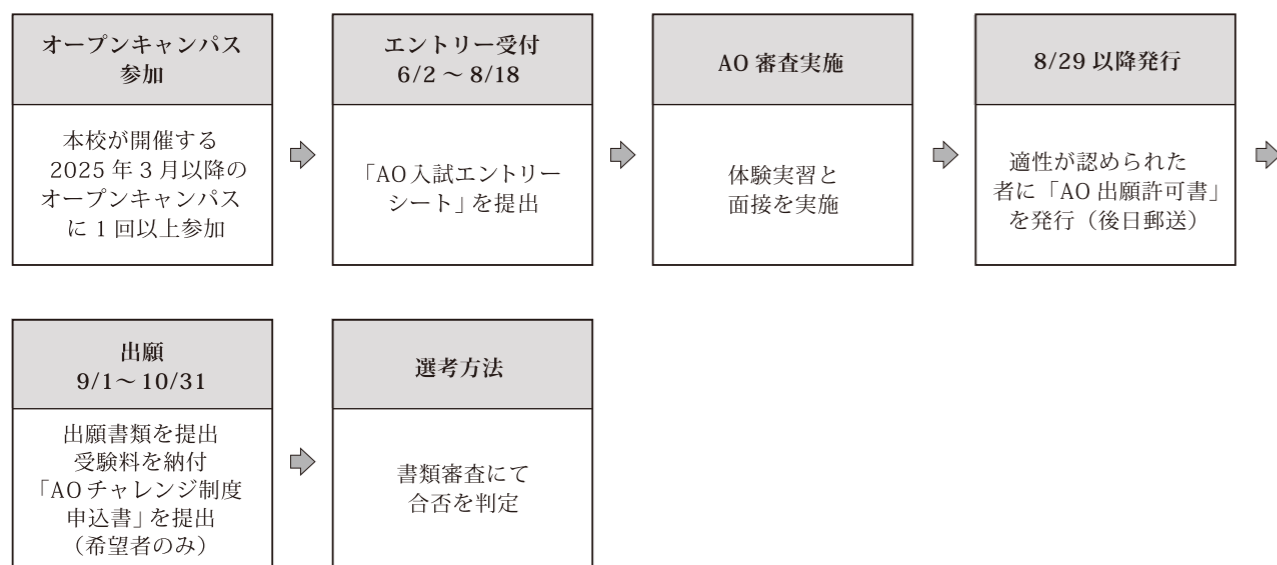 オープンキャンパス
参加
本校が開催する
2025 年 3 月以降の
オープンキャンパス
に 1 回以上参加
エントリー受付
6/2 ～ 8/18
「AO入試エントリー
シート」を提出
AO 審査実施
体験実習と
面接を実施
8/29 以降発行
適性が認められた
者に「AO 出願許可書」
を発行（後日郵送）
出願
9/1～ 10/31
出願書類を提出
受験料を納付
「AOチャレンジ制度
申込書」を提出
（希望者のみ）
選考方法
書類審査にて
合否を判定